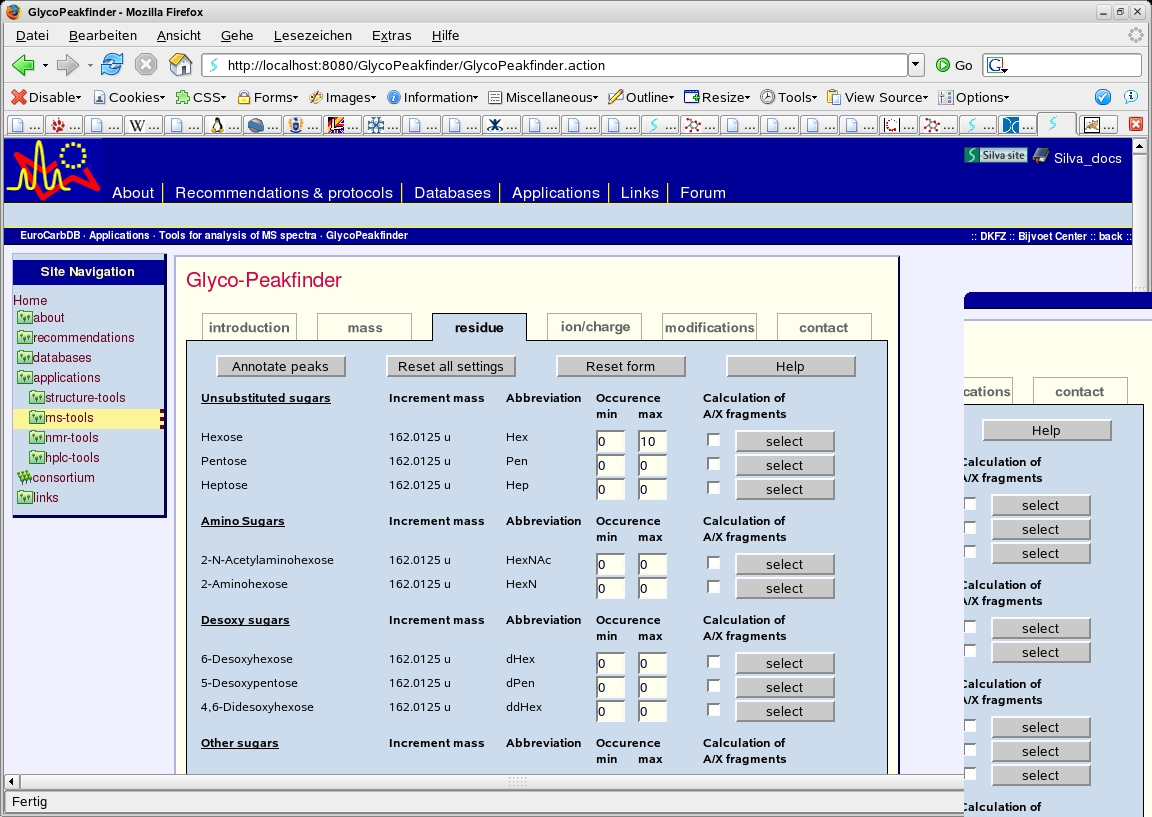 GlycoPeakfinder - Mozilla Firefox
Datei Bearbeiten Ansicht Gehe Lesezeichen Extras Hilfe
http://localhost:8080/GlycoPeakfinder/GlycoPeakfinder.action Go G
Disable Cookies CSS Forms Images Information Miscellaneous Outline Resize Tools View Source Options
... ... ... W... ... ... ... ... ... ... ... ... ... ... ... ... ... ... ... ... ... ... ... ... ... ... ...
Silva site Silva_docs
About Recommendations & protocols Databases Applications Links Forum
EuroCarbDB · Applications · Tools for analysis of MS spectra · GlycoPeakfinder :: DKFZ :: Bijvoet Center :: back ::
Site Navigation
Home
about
recommendations
databases
applications
structure-tools
ms-tools
nmr-tools
hplc-tools
consortium
links
Glyco-Peakfinder
introduction mass residue ion/charge modifications contact
Annotate peaks Reset all settings Reset form Help
Unsubstituted sugars Increment mass Abbreviation Occurence Calculation of
min max A/X fragments
Hexose 162.0125 u Hex 0 10 select
Pentose 162.0125 u Pen 0 0 select
Heptose 162.0125 u Hep 0 0 select
Amino Sugars Increment mass Abbreviation Occurence Calculation of
min max A/X fragments
2-N-Acetylaminohexose 162.0125 u HexNAc 0 0 select
2-Aminohexose 162.0125 u HexN 0 0 select
Desoxy sugars Increment mass Abbreviation Occurence Calculation of
min max A/X fragments
6-Desoxyhexose 162.0125 u dHex 0 0 select
5-Desoxypentose 162.0125 u dPen 0 0 select
4,6-Didesoxyhexose 162.0125 u ddHex 0 0 select
Other sugars Increment mass Abbreviation Occurence Calculation of
min max A/X fragments
cations contact
Help
Calculation of
A/X fragments
select
select
select
Calculation of
A/X fragments
select
select
Calculation of
A/X fragments
select
select
select
Calculation of
Fertig